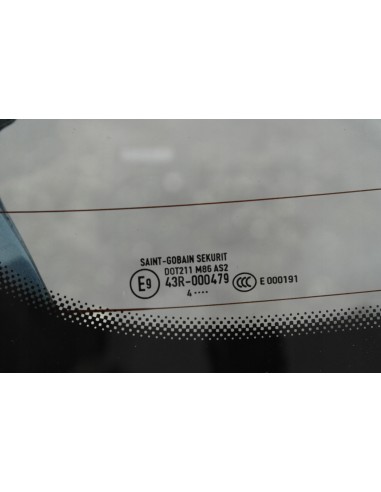 SAINT-GOBAIN SEKURIT
DOT211 M86 AS2
E9 43R-000479 CCC E 000191
4 ••••